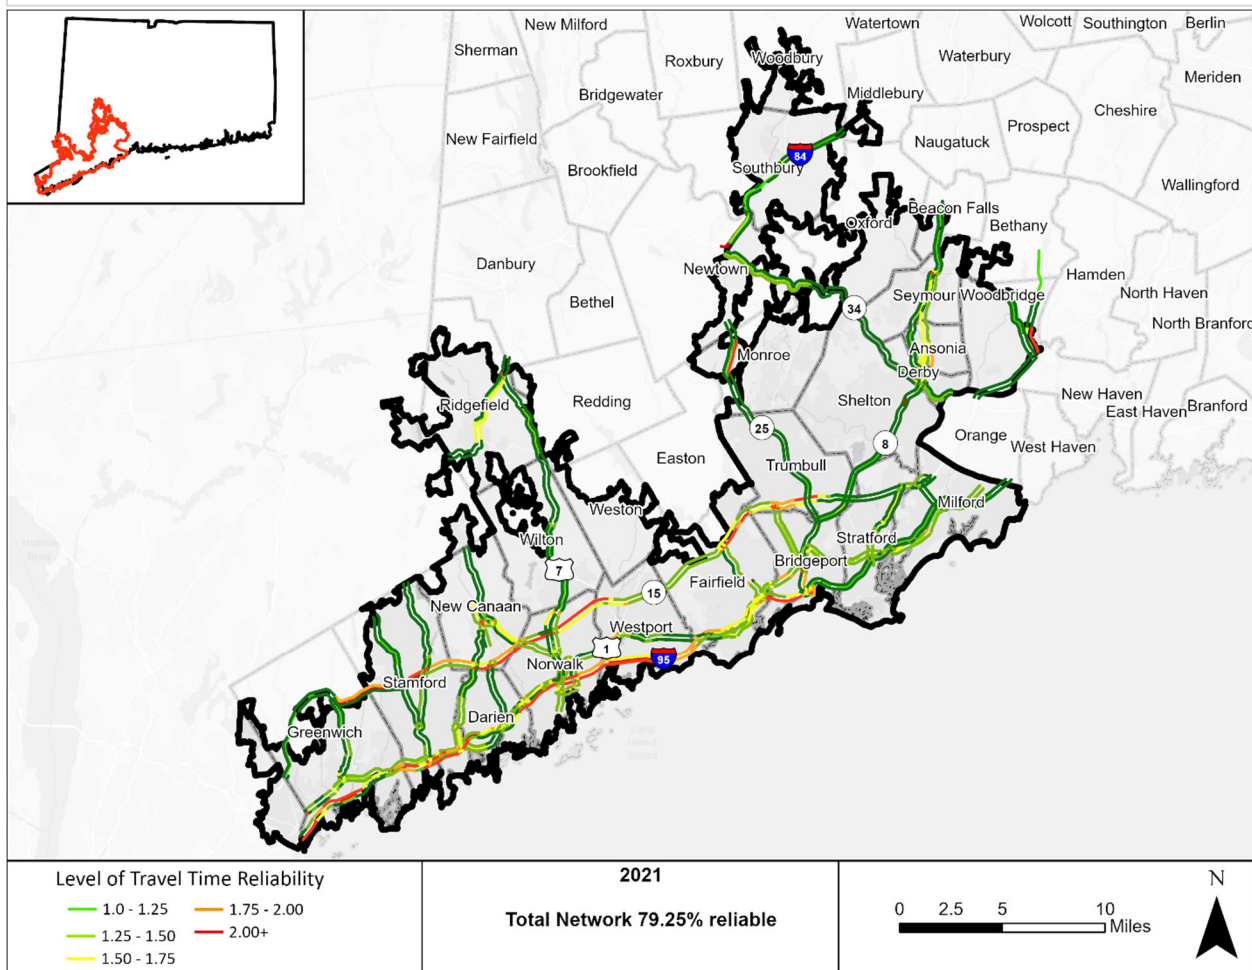 New Milford
Watertown
Wolcott
Southington
Berlin
Sherman
Roxbury
Woodbury
Waterbury
Meriden
Bridgewater
Middlebury
Cheshire
New Fairfield
Prospect
Naugatuck
84
Brookfield
Southbury
Wallingford
Oxford
Beacon Falls
Bethany
Danbury
Newtown
Hamden
Bethel
Seymour
Woodbridge
North Haven
34
North Branford
Monroe
Ansonia
Derby
Ridgefield
Redding
Shelton
New Haven
East Haven
Branford
25
8
Orange
West Haven
Easton
Trumbull
Weston
Milford
Wilton
Stratford
7
Bridgeport
Fairfield
15
New Canaan
Westport
1
95
Norwalk
Stamford
Darien
Greenwich
Long
Island
Sound
Level of Travel Time Reliability
1.0 - 1.25
1.75 - 2.00
1.25 - 1.50
2.00+
1.50 - 1.75
2021
Total Network 79.25% reliable
0 2.5 5 10
Miles
N